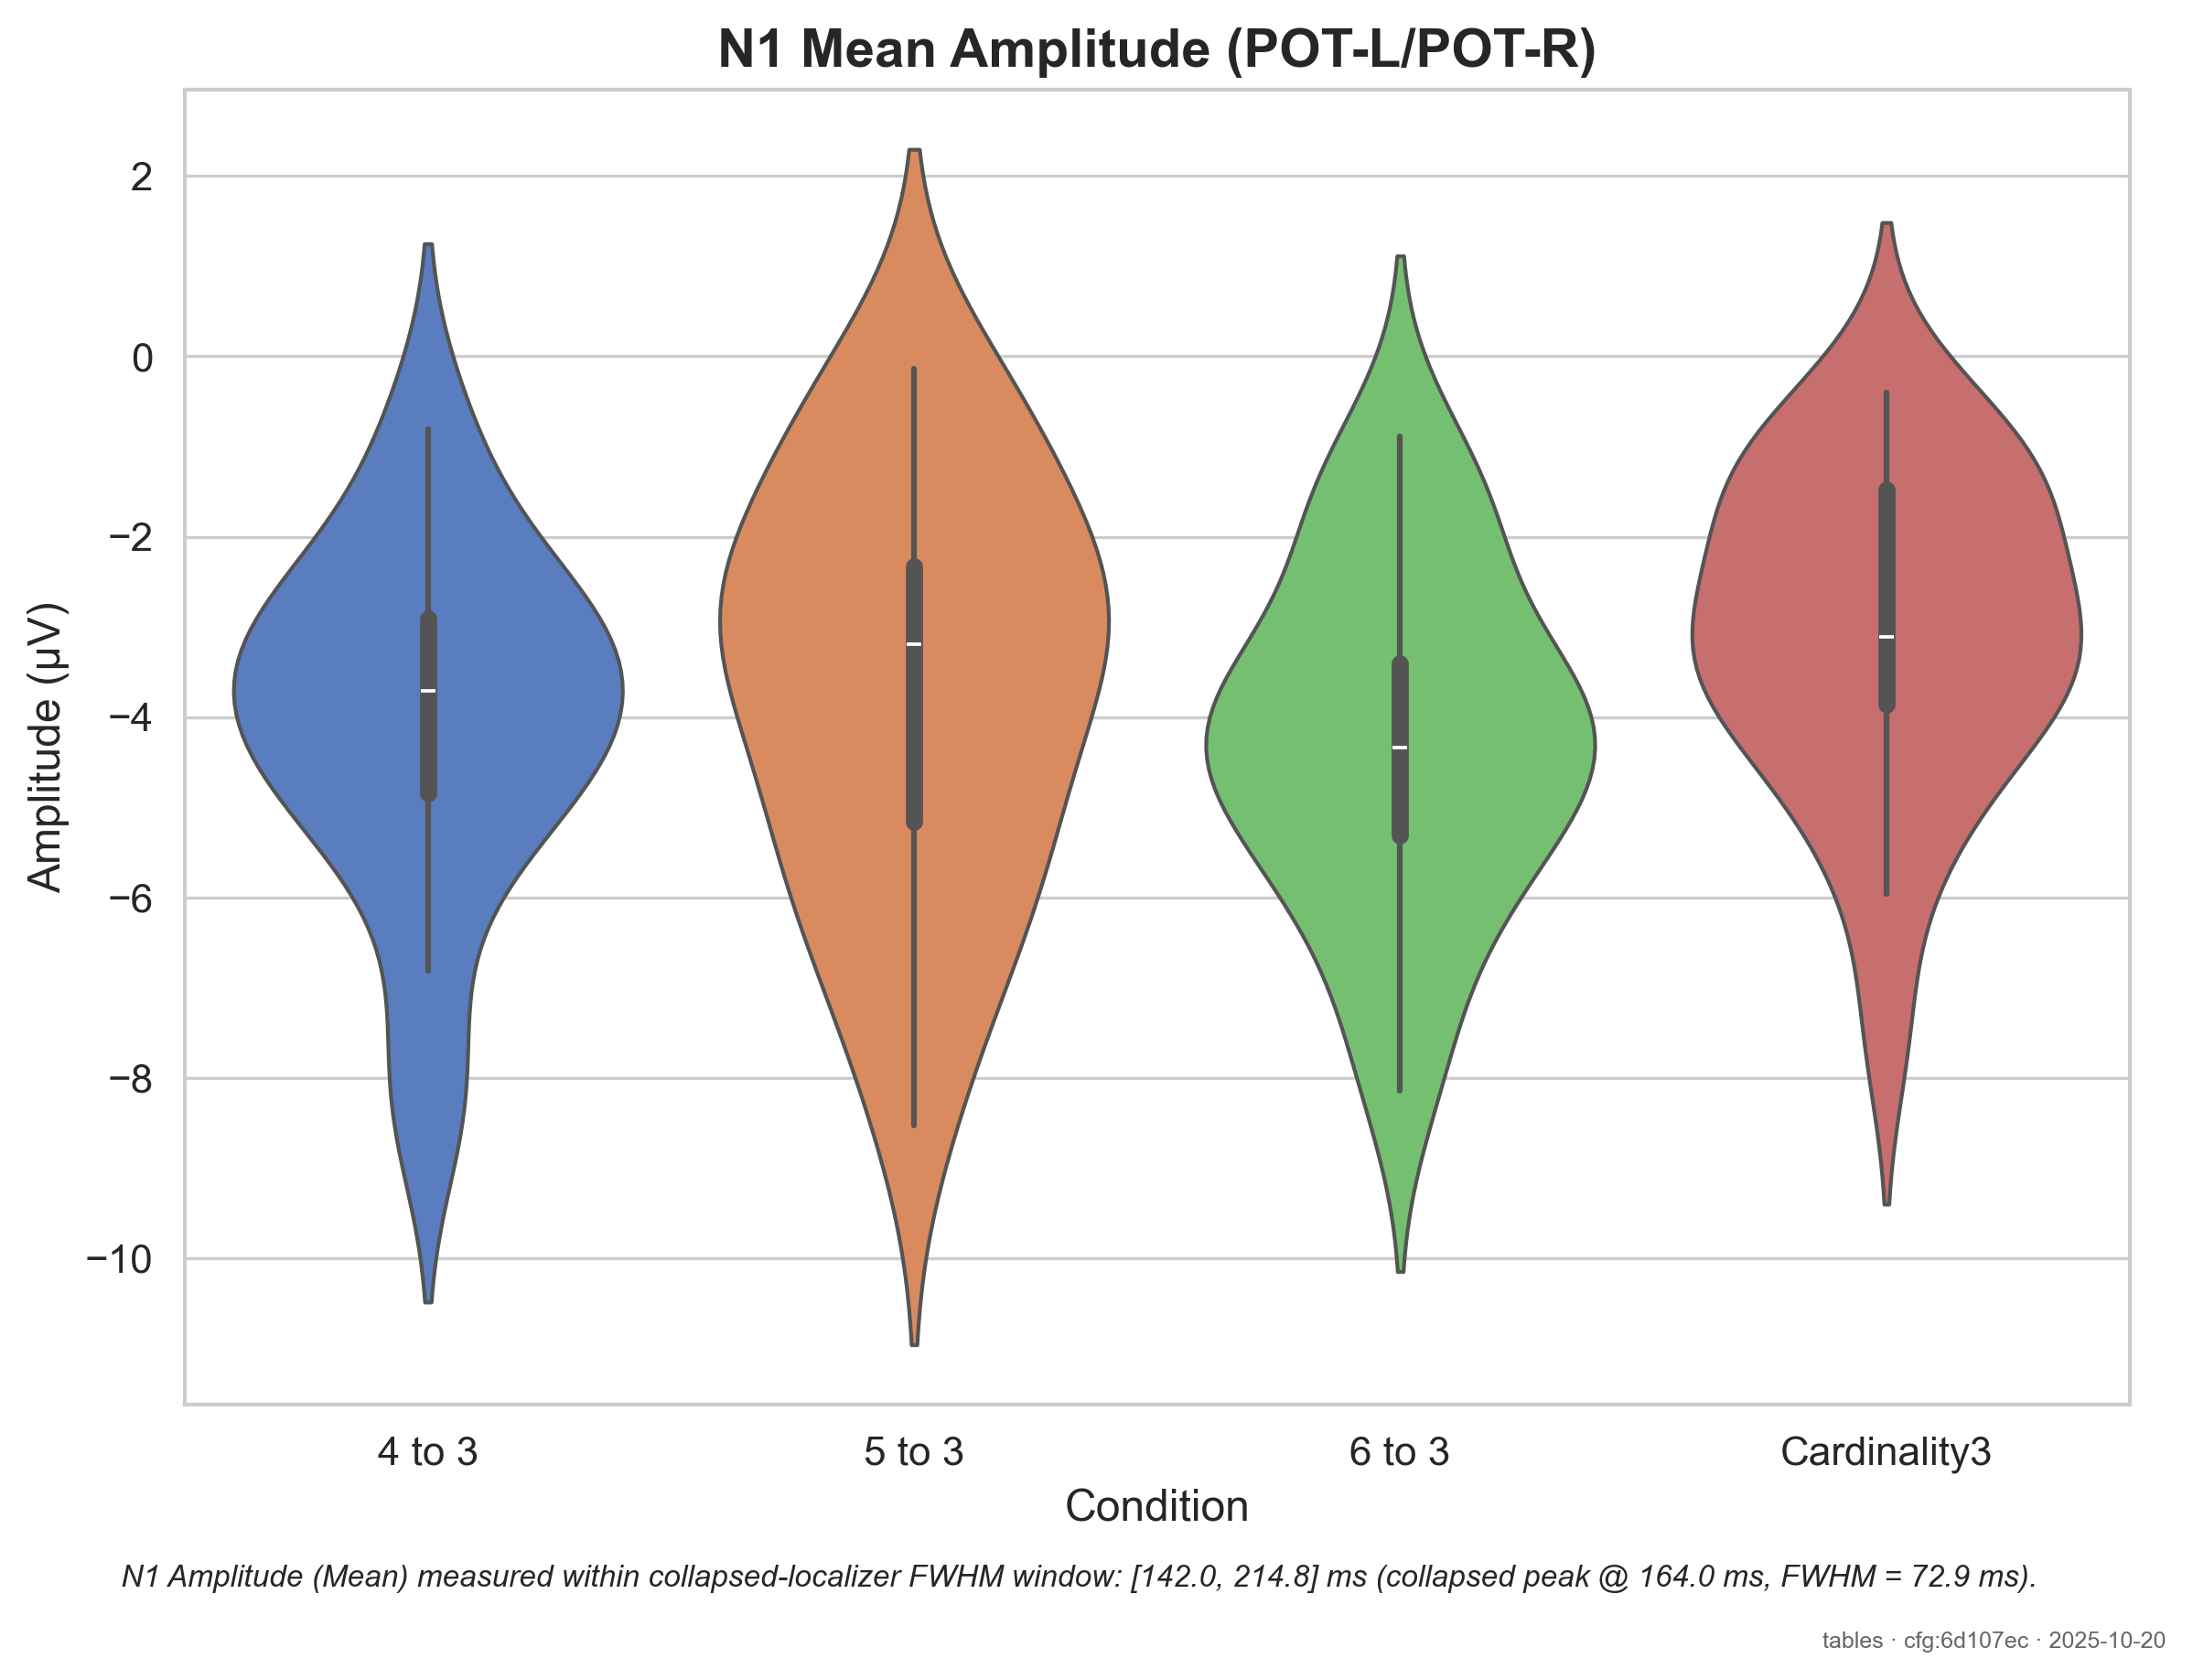 N1 Mean Amplitude (POT-L/POT-R)
Amplitude (µV)
2
0
−2
−4
−6
−8
−10
4 to 3
5 to 3
6 to 3
Cardinality3
Condition
N1 Amplitude (Mean) measured within collapsed-localizer FWHM window: [142.0, 214.8] ms (collapsed peak @ 164.0 ms, FWHM = 72.9 ms).
tables · cfg:6d107ec · 2025-10-20